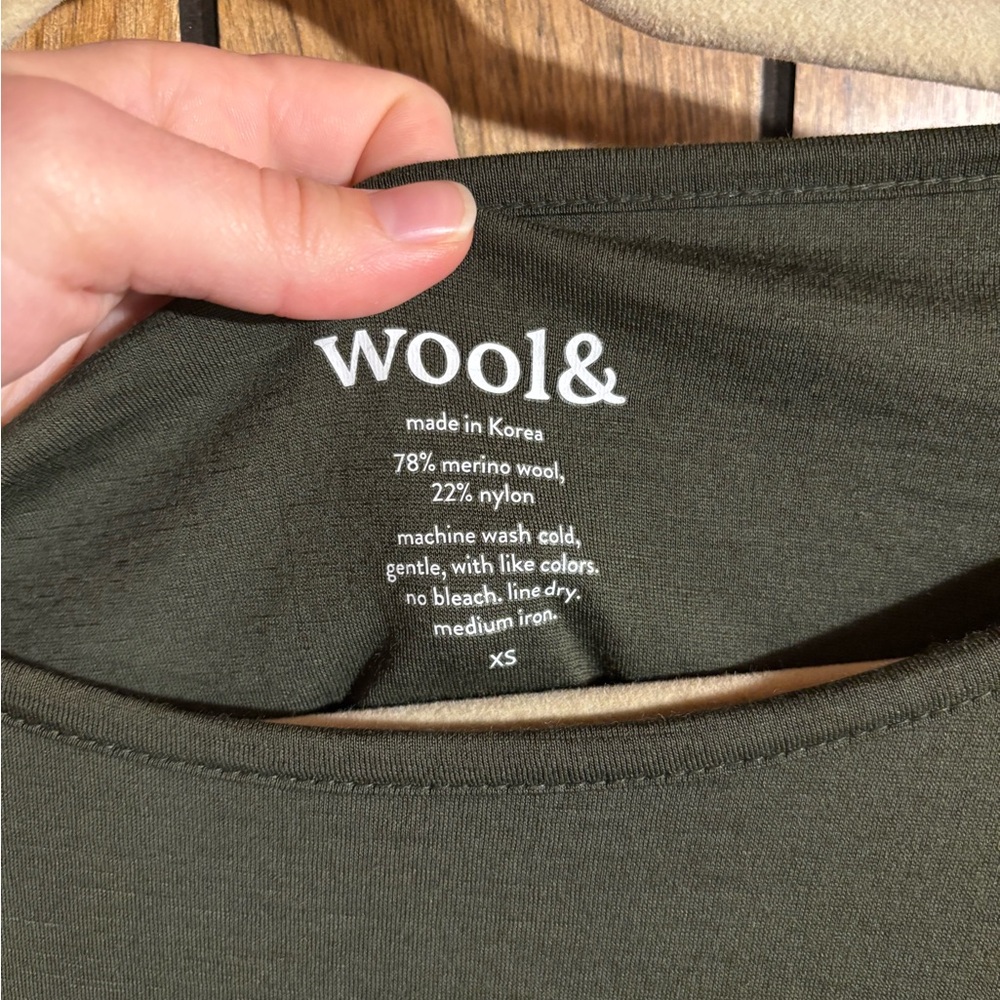 wool&
made in Korea
78% merino wool,
22% nylon
machine wash cold,
gentle, with like colors.
no bleach. line dry.
medium iron.
XS